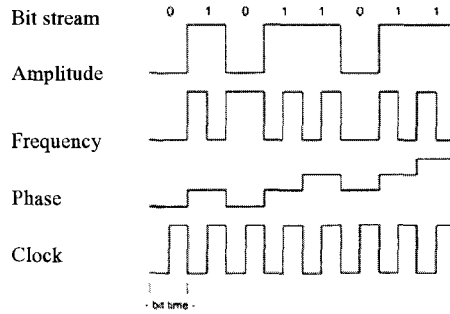 Bit stream 0 1 0 1 1 0 1 1
Amplitude
Frequency
Phase
Clock
- bit time -